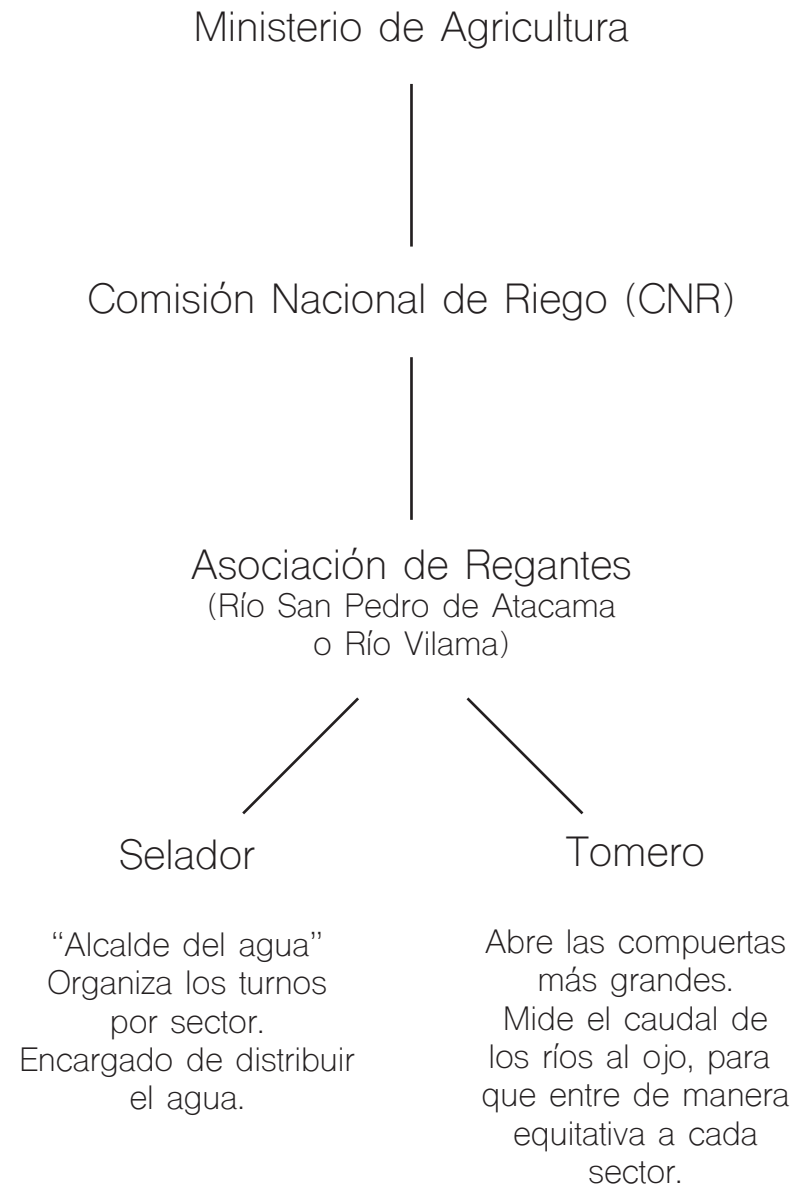 Ministerio de Agricultura
Comisión Nacional de Riego (CNR)
Asociación de Regantes
(Río San Pedro de Atacama
o Río Vilama)
Selador
“Alcalde del agua”
Organiza los turnos
por sector.
Encargado de distribuir
el agua.
Tomero
Abre las compuertas
más grandes.
Mide el caudal de
los ríos al ojo, para
que entre de manera
equitativa a cada
sector.